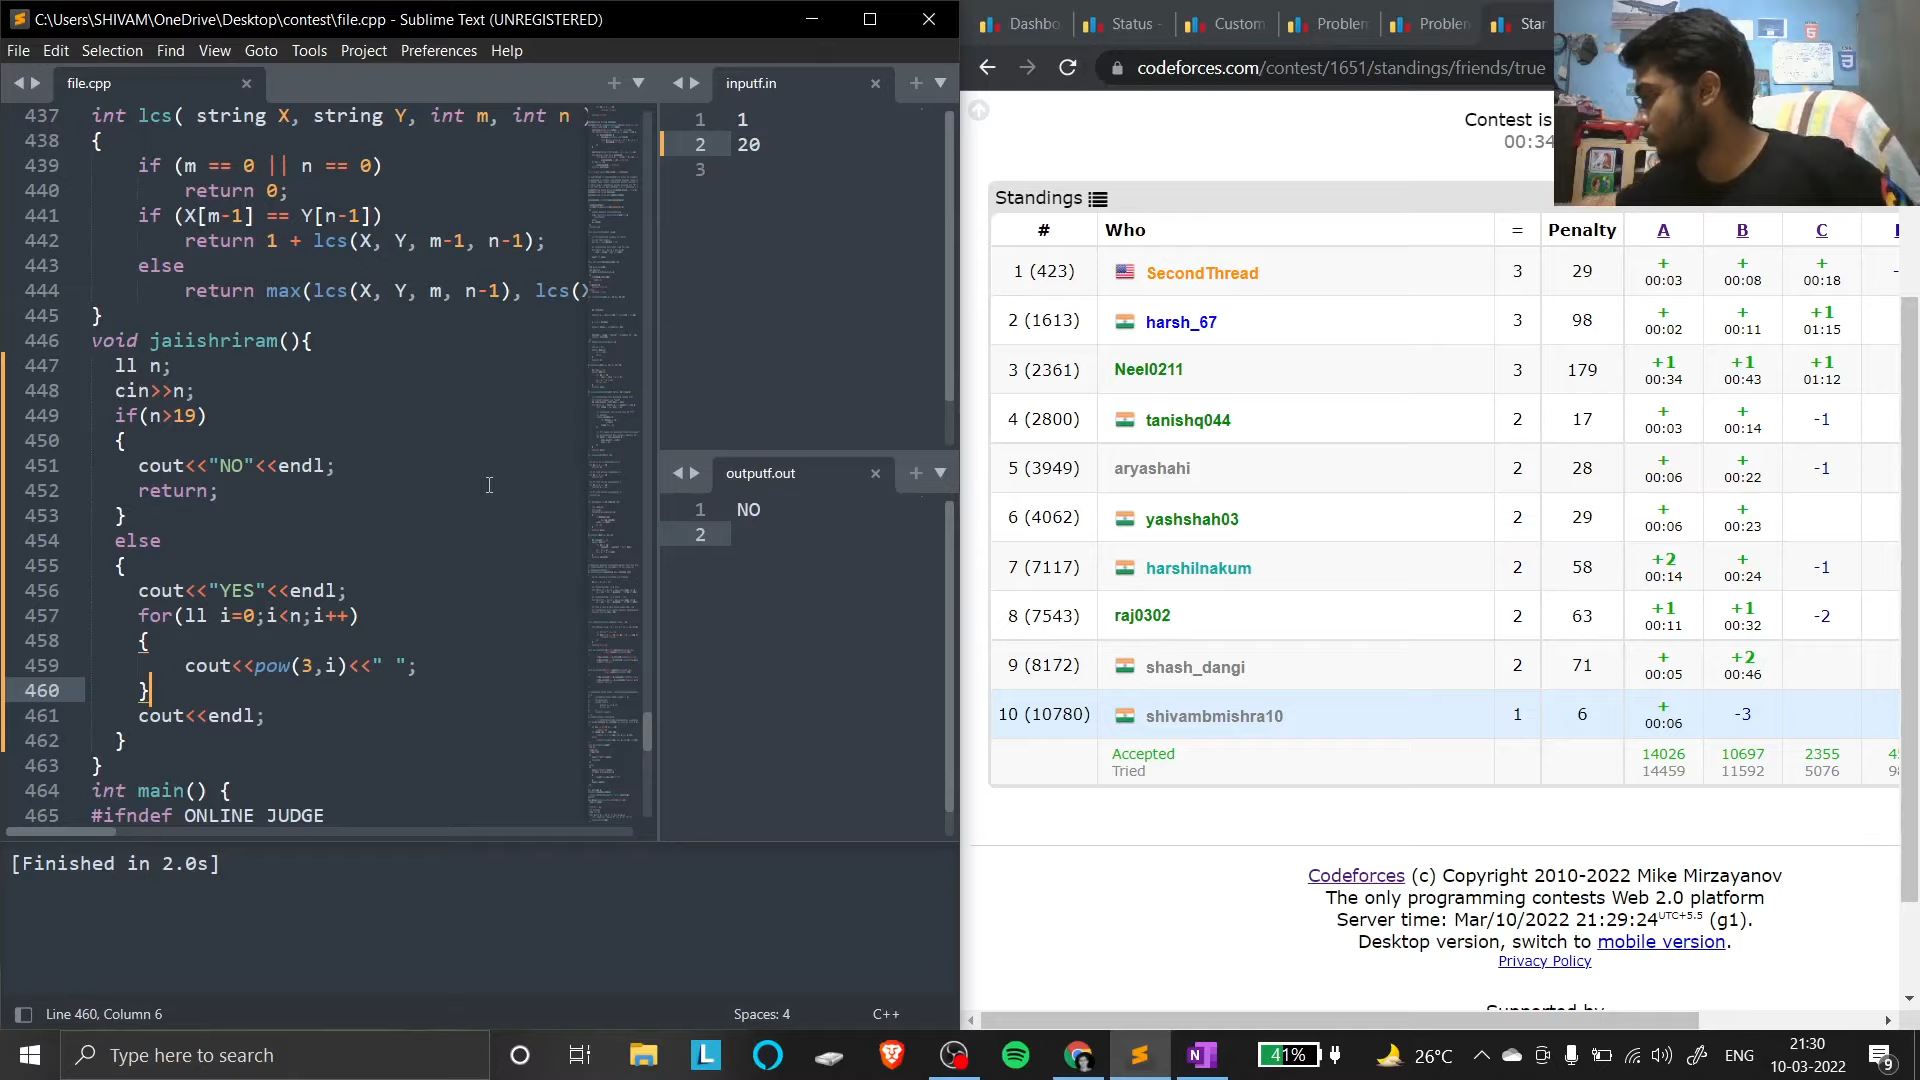 C:\Users\SHIVAM\OneDrive\Desktop\contest\file.cpp - Sublime Text (UNREGISTERED)
File Edit Selection Find View Goto Tools Project Preferences Help
file.cpp
437 int lcs( string X, string Y, int m, int n )
438 {
439 if (m == 0 || n == 0)
440 return 0;
441 if (X[m-1] == Y[n-1])
442 return 1 + lcs(X, Y, m-1, n-1);
443 else
444 return max(lcs(X, Y, m, n-1), lcs(X
445 }
446 void jaiishriram(){
447 ll n;
448 cin>>n;
449 if(n>19)
450 {
451 cout<<"NO"<<endl;
452 return;
453 }
454 else
455 {
456 cout<<"YES"<<endl;
457 for(ll i=0;i<n;i++)
458 {
459 cout<<pow(3,i)<<" ";
460 }
461 cout<<endl;
462 }
463 }
464 int main() {
465 #ifndef ONLINE JUDGE
[Finished in 2.0s]
Line 460, Column 6
Spaces: 4
C++
inputf.in
1 1
2 20
3
outputf.out
1 NO
2
Dashbo Status - Custom Problem Problem Star
codeforces.com/contest/1651/standings/friends/true
Contest is
00:34
Standings
# Who = Penalty A B C
1 (423) SecondThread 3 29 + + + -
00:03 00:08 00:18
2 (1613) harsh_67 3 98 + + +1
00:02 00:11 01:15
3 (2361) Neel0211 3 179 +1 +1 +1
00:34 00:43 01:12
4 (2800) tanishq044 2 17 + + -1
00:03 00:14
5 (3949) aryashahi 2 28 + + -1
00:06 00:22
6 (4062) yashshah03 2 29 + +
00:06 00:23
7 (7117) harshilnakum 2 58 +2 + -1
00:14 00:24
8 (7543) raj0302 2 63 +1 +1 -2
00:11 00:32
9 (8172) shash_dangi 2 71 + +2
00:05 00:46
10 (10780) shivambmishra10 1 6 + -3
00:06
Accepted 14026 10697 2355
Tried 14459 11592 5076
Codeforces (c) Copyright 2010-2022 Mike Mirzayanov
The only programming contests Web 2.0 platform
Server time: Mar/10/2022 21:29:24 UTC+5.5 (g1).
Desktop version, switch to mobile version.
Privacy Policy
Supported by
Type here to search
41%
26°C
ENG
21:30
10-03-2022
9